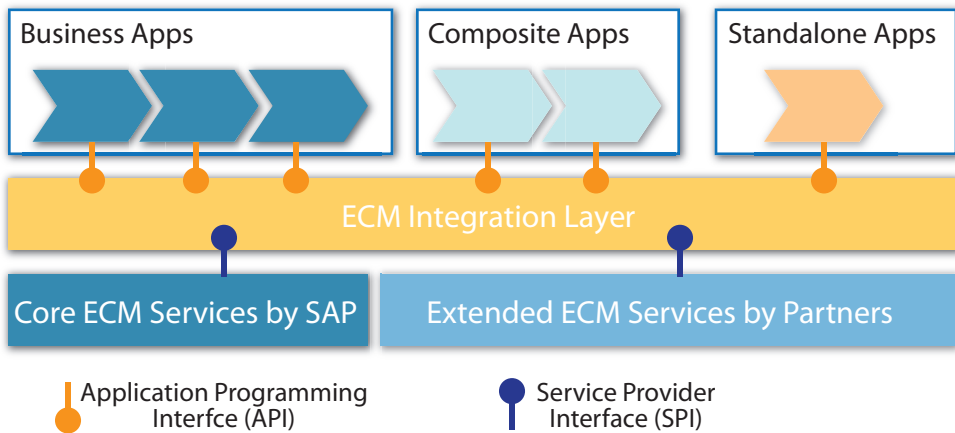 Business Apps
Composite Apps
Standalone Apps
ECM Integration Layer
Core ECM Services by SAP
Extended ECM Services by Partners
Application Programming
Interfce (API)
Service Provider
Interface (SPI)